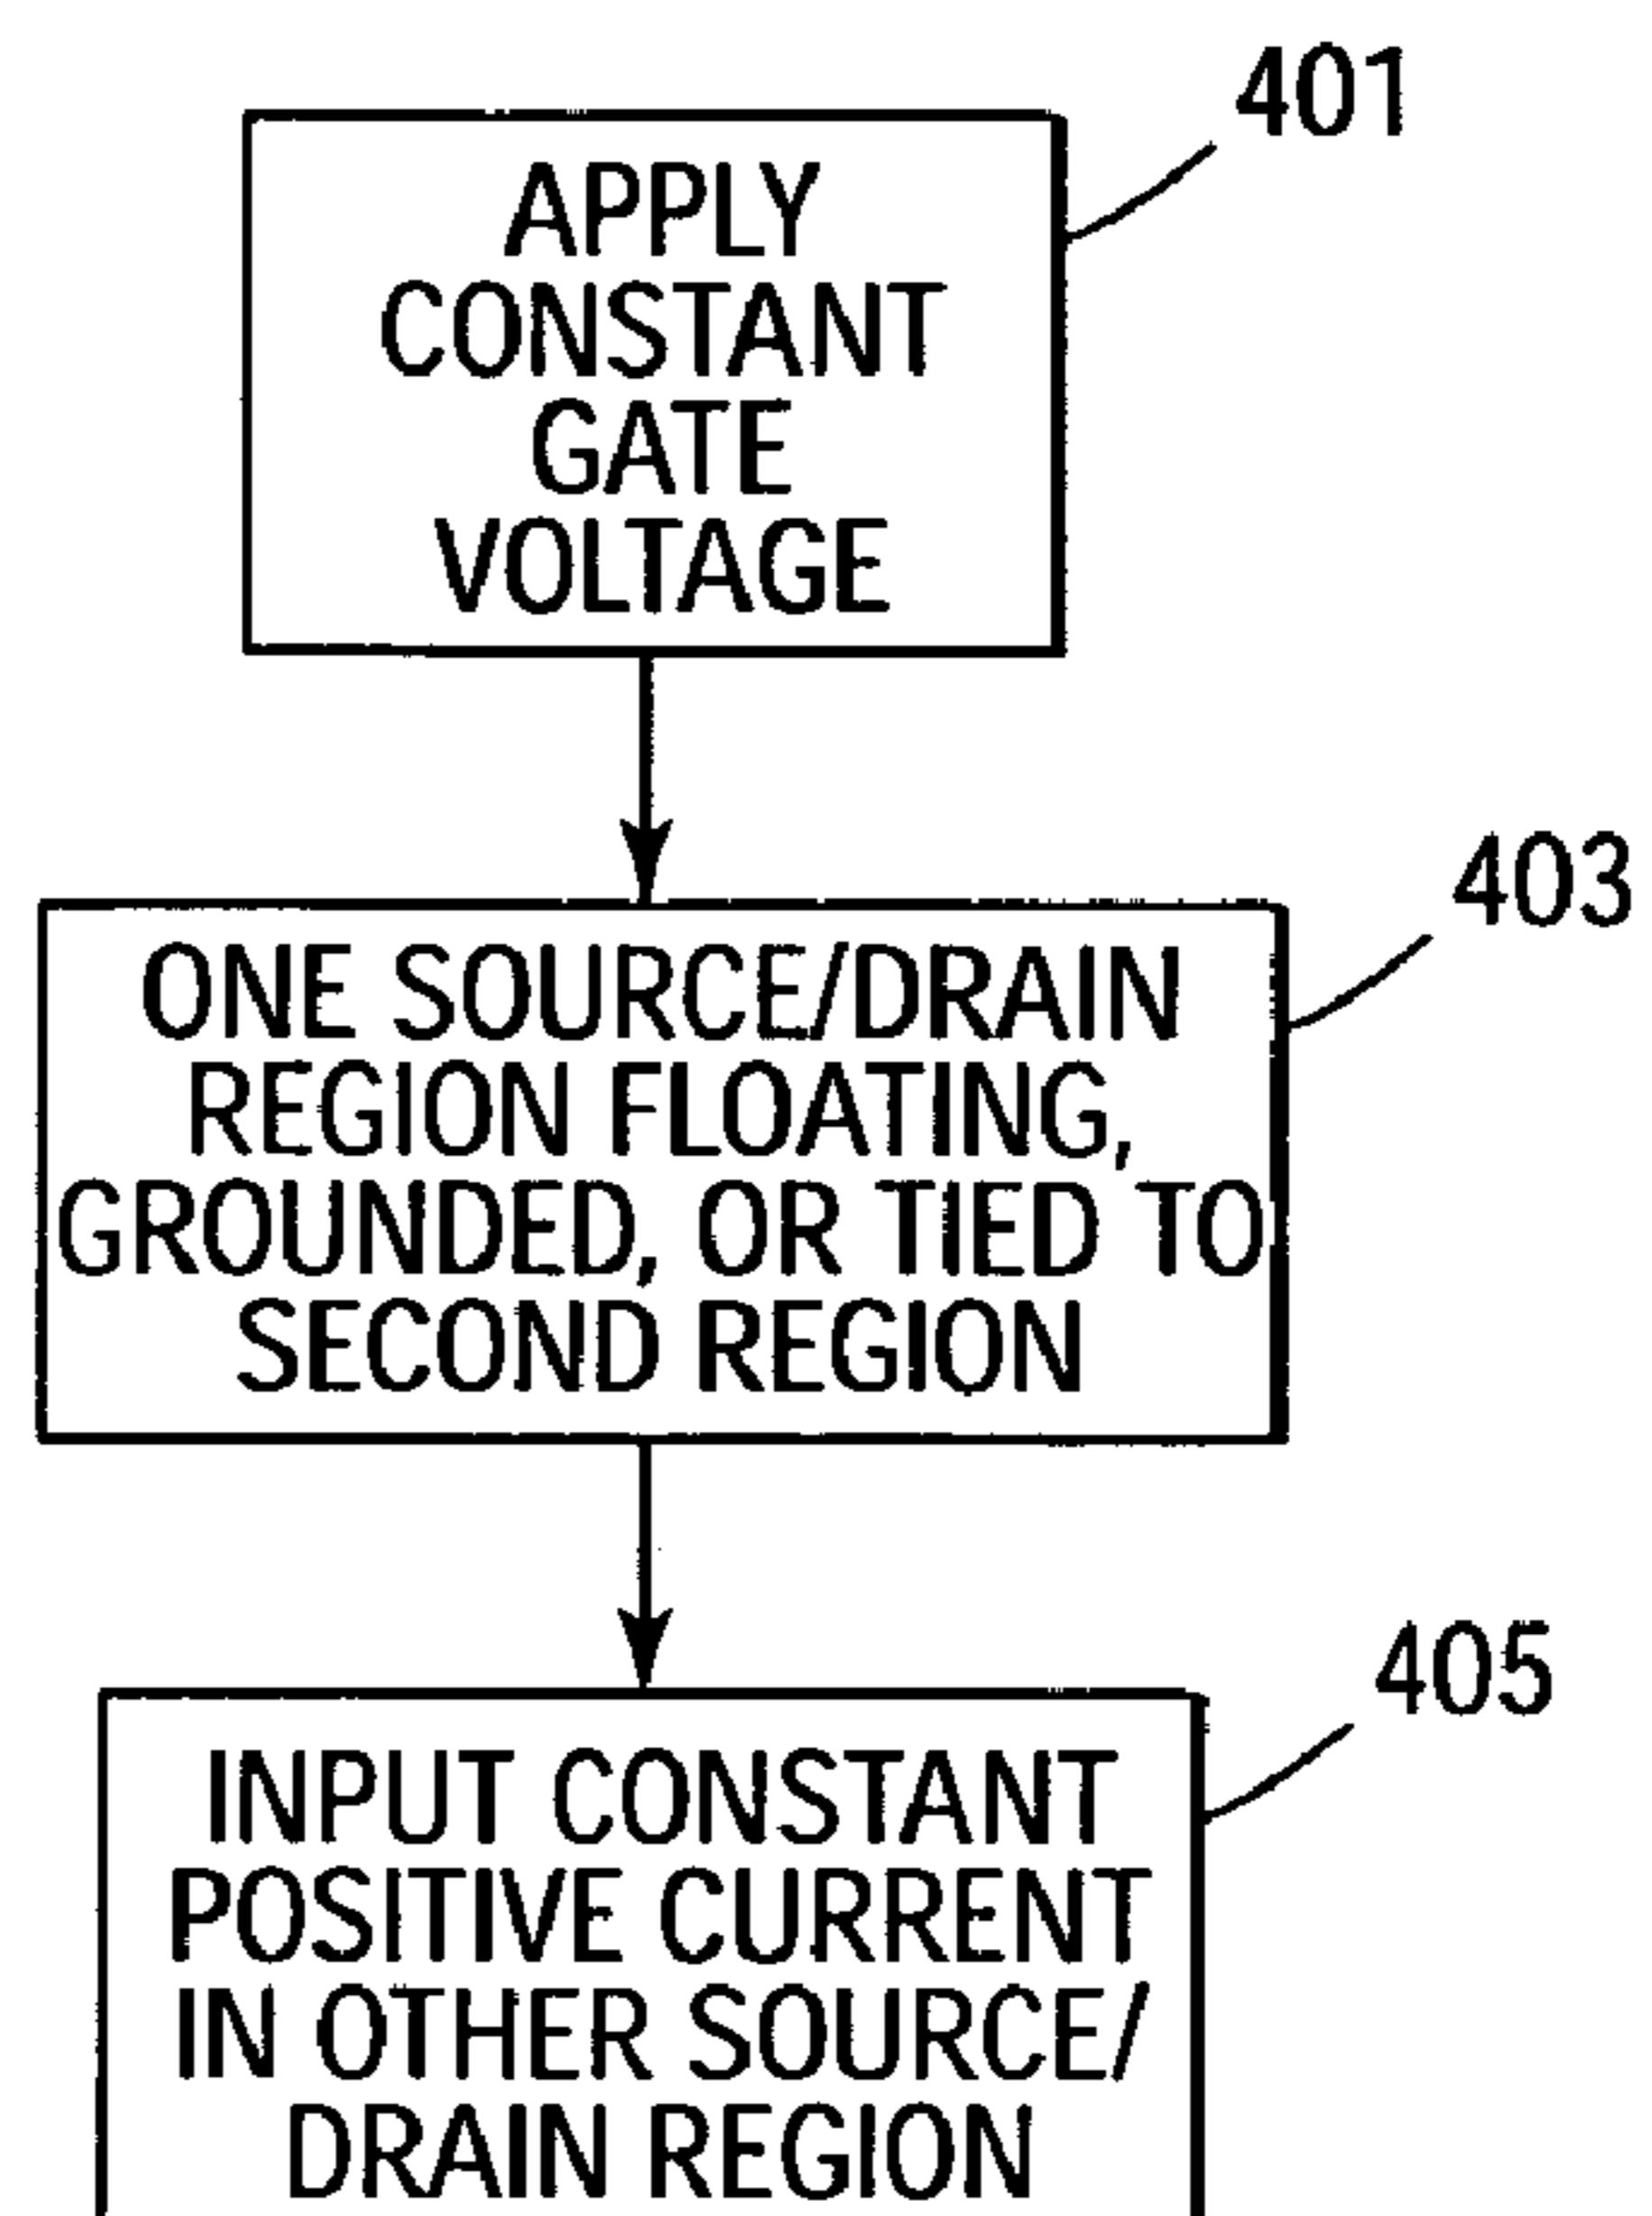 401
APPLY
CONSTANT
GATE
VOLTAGE
403
ONE SOURCE/DRAIN
REGION FLOATING,
GROUNDED, OR TIED TO
SECOND REGION
405
INPUT CONSTANT
POSITIVE CURRENT
IN OTHER SOURCE/
DRAIN REGION